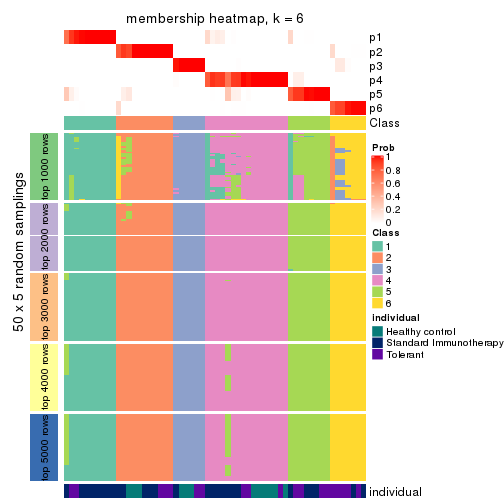 membership heatmap, k = 6
p1
p2
p3
p4
p5
p6
Class
50 x 5 random samplings
top 1000 rows
top 2000 rows
top 3000 rows
top 4000 rows
top 5000 rows
Prob
1
0.8
0.6
0.4
0.2
0
Class
1
2
3
4
5
6
individual
Healthy control
Standard Immunotherapy
Tolerant
individual